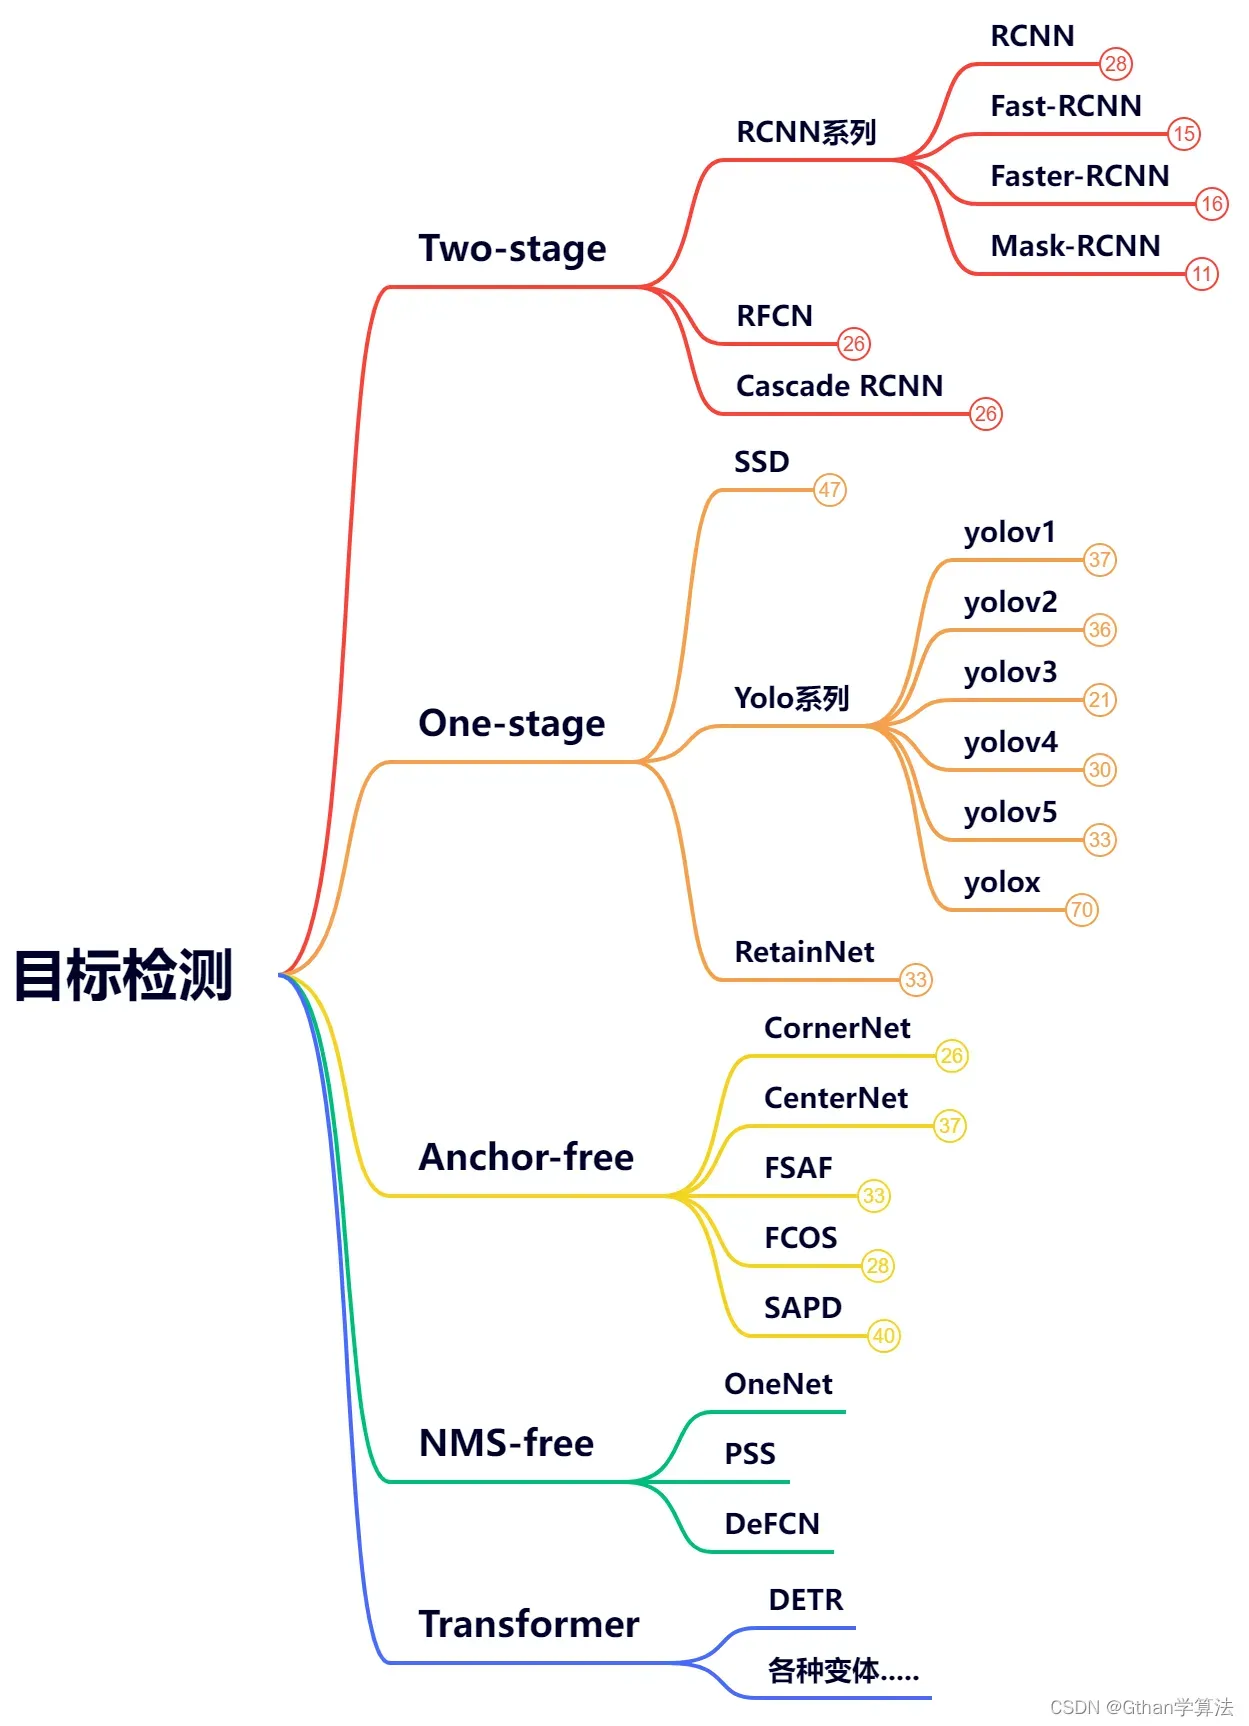 RCNN
28
Fast-RCNN
15
RCNN系列
Faster-RCNN
16
Mask-RCNN
11
Two-stage
RFCN
26
Cascade RCNN
26
SSD
47
yolov1
37
yolov2
36
yolov3
21
Yolo系列
yolov4
30
One-stage
yolov5
33
yolox
70
RetainNet
33
目标检测
CornerNet
26
CenterNet
37
Anchor-free
FSAF
33
FCOS
28
SAPD
40
OneNet
NMS-free
PSS
DeFCN
DETR
Transformer
各种变体.....
CSDN @Gthan学算法